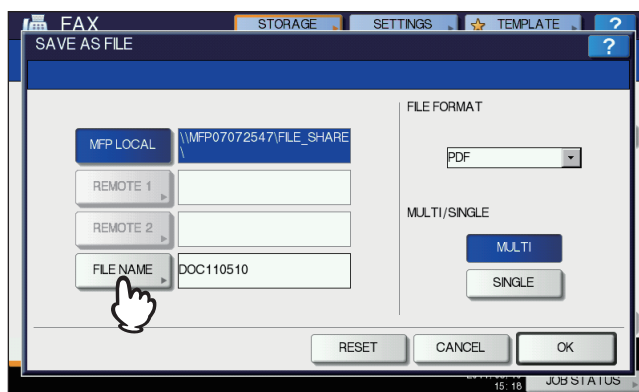 FAX
STORAGE
SETTINGS
TEMPLATE
?
SAVE AS FILE
?
MFP LOCAL
\\MFP07072547\FILE_SHARE
\
REMOTE 1
REMOTE 2
FILE NAME
DOC110510
FILE FORMAT
PDF
MULTI/SINGLE
MULTI
SINGLE
RESET
CANCEL
OK
15: 18
JOB STATUS